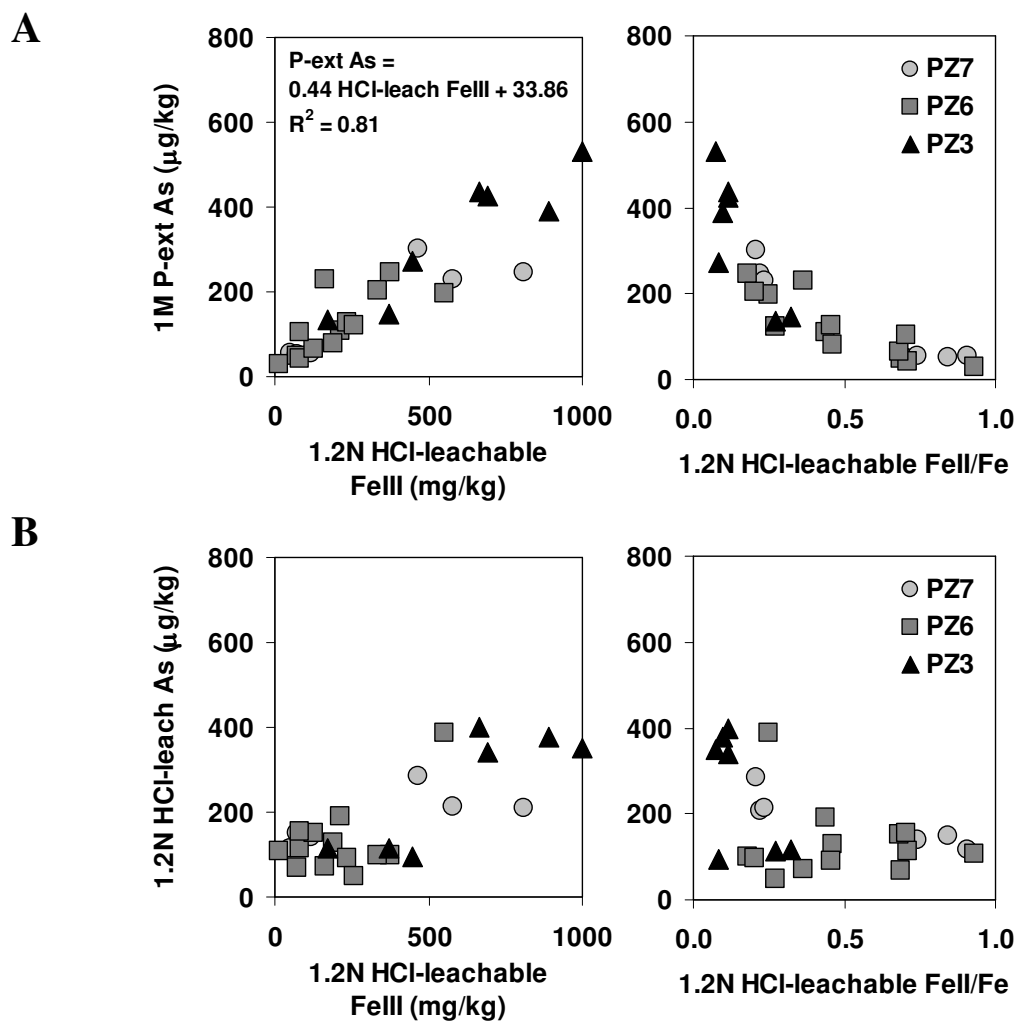 A
1M P-ext As (µg/kg)
800
600
400
200
0
P-ext As =
0.44 HCl-leach FeIII + 33.86
R² = 0.81
0
500
1000
1.2N HCl-leachable
FeIII (mg/kg)
PZ7
PZ6
PZ3
800
600
400
200
0
0.0
0.5
1.0
1.2N HCl-leachable FeII/Fe
B
1.2N HCl-leach As (µg/kg)
800
600
400
200
0
0
500
1000
1.2N HCl-leachable
FeIII (mg/kg)
PZ7
PZ6
PZ3
800
600
400
200
0
0.0
0.5
1.0
1.2N HCl-leachable FeII/Fe